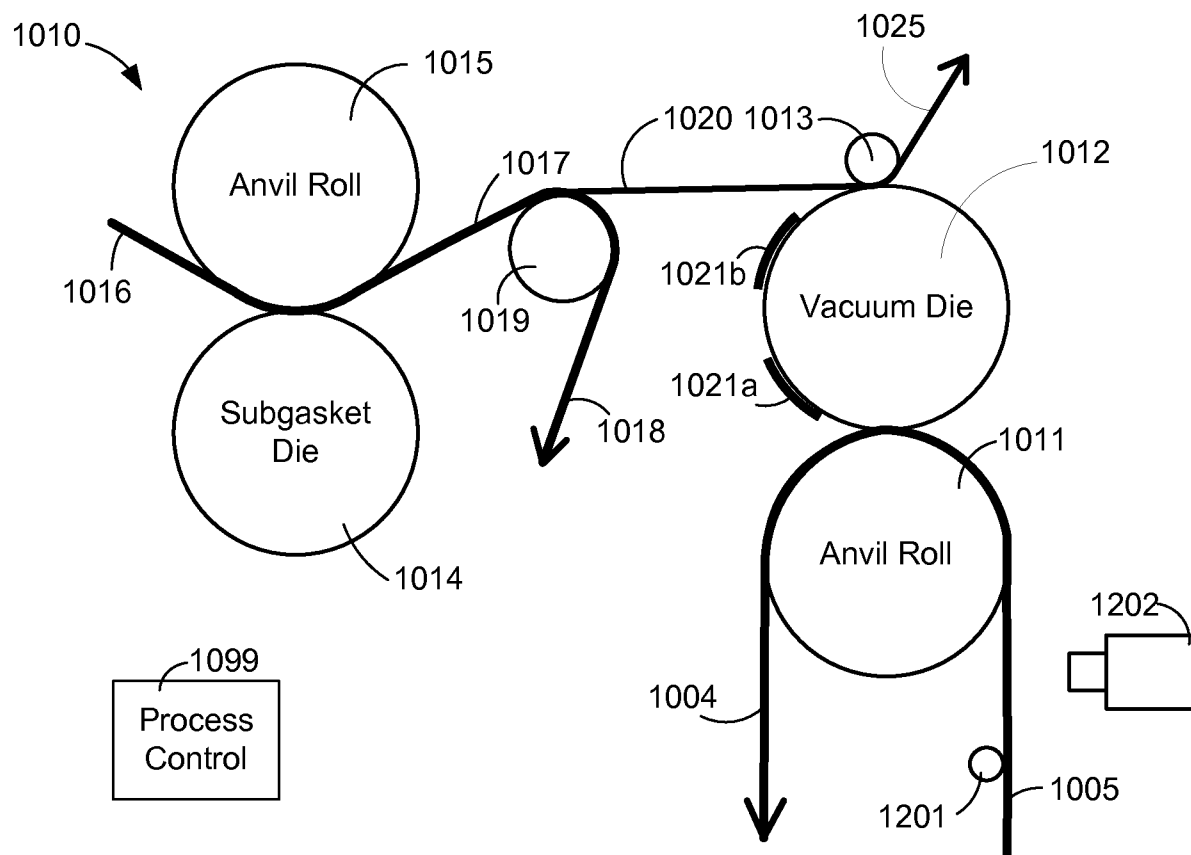 1010
1015
Anvil Roll
1016
1017
1020
1013
1025
1012
1021b
Vacuum Die
1021a
1019
1018
Subgasket
Die
1014
1011
Anvil Roll
1202
1099
Process
Control
1004
1201
1005